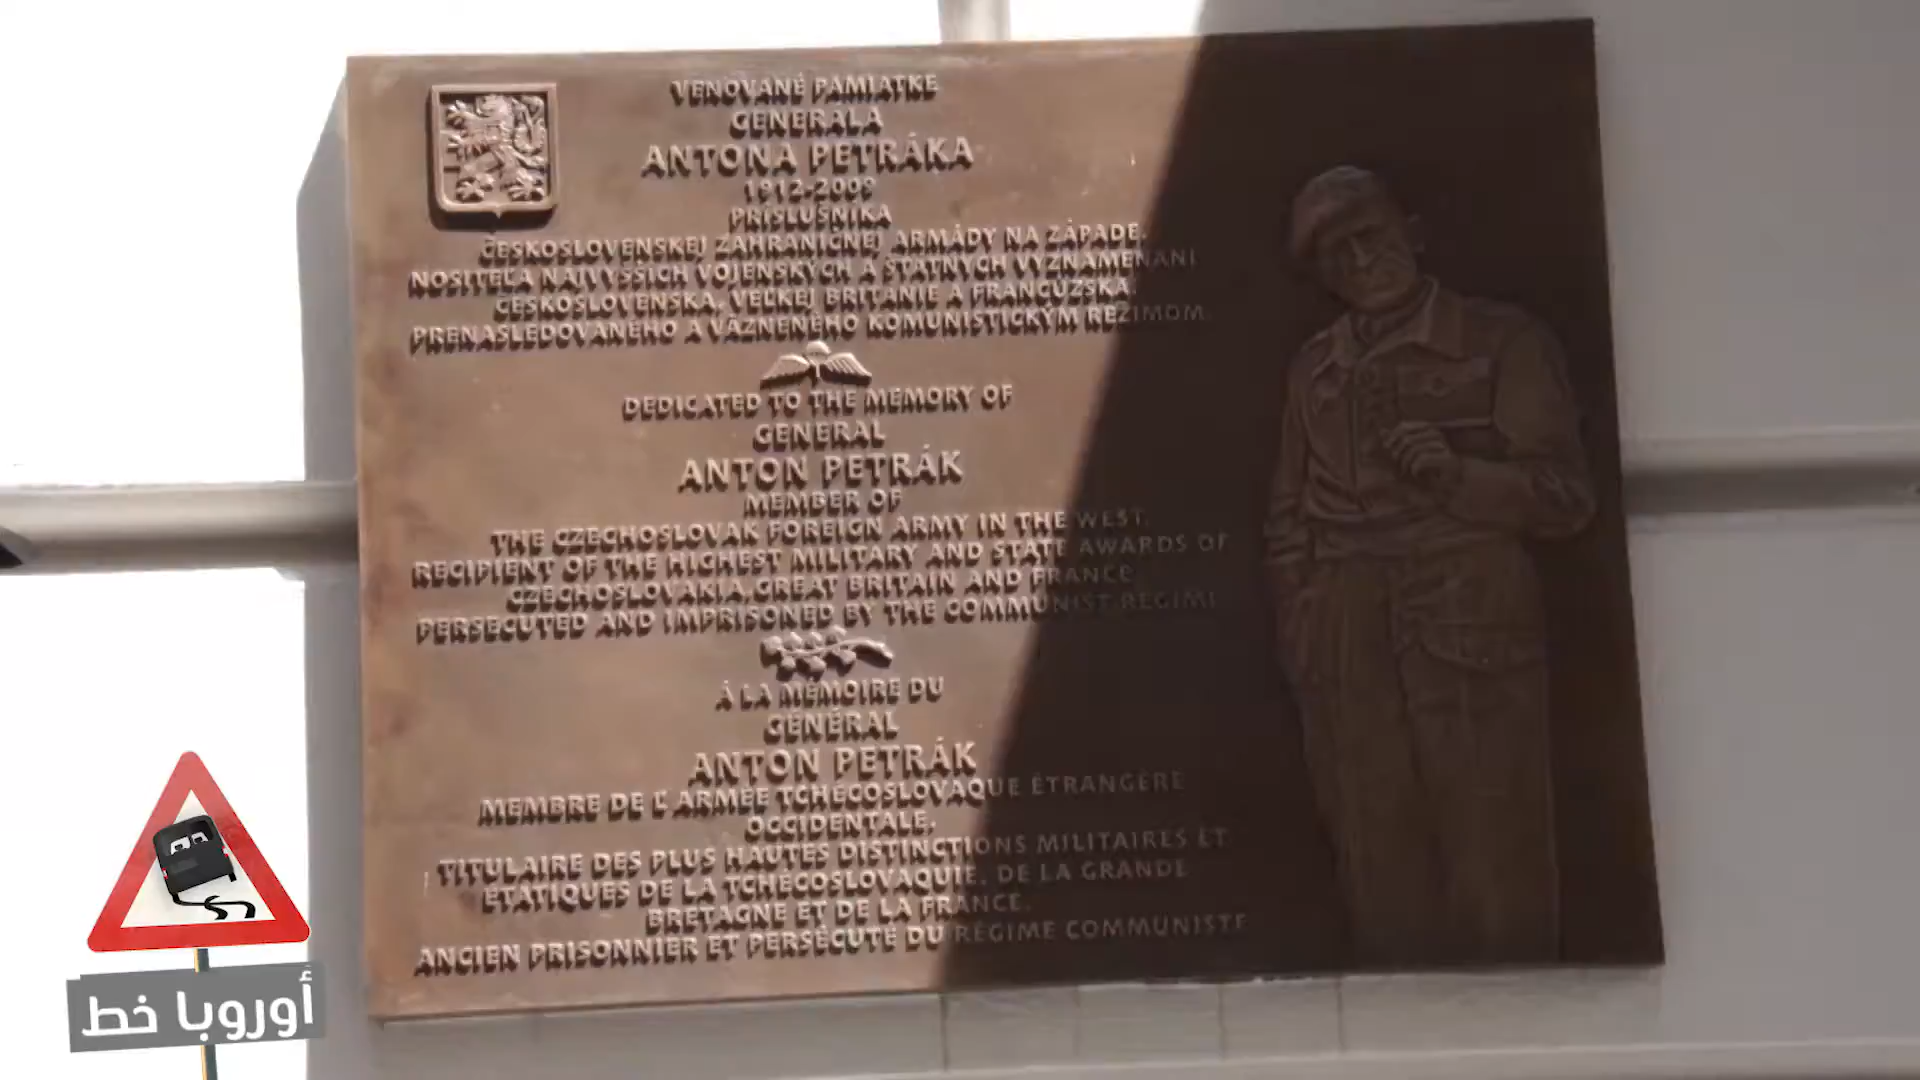 VENOVANÉ PAMIATKE
GENERÁLA
ANTONA PETRÁKA
1912-2009
PRÍSLUŠNÍKA
ČESKOSLOVENSKEJ ZAHRANIČNEJ ARMÁDY NA ZÁPADE.
NOSITEĽA NAJVYŠŠÍCH VOJENSKÝCH A ŠTÁTNYCH VYZNAMENANÍ
ČESKOSLOVENSKA, VEĽKEJ BRITÁNIE A FRANCÚZSKA.
PRENASLEDOVANÉHO A VÄZNENÉHO KOMUNISTICKÝM REŽIMOM.
DEDICATED TO THE MEMORY OF
GENERAL
ANTON PETRÁK
MEMBER OF
THE CZECHOSLOVAK FOREIGN ARMY IN THE WEST.
RECIPIENT OF THE HIGHEST MILITARY AND STATE AWARDS OF
CZECHOSLOVAKIA, GREAT BRITAIN AND FRANCE
PERSECUTED AND IMPRISONED BY THE COMMUNIST REGIME
Á LA MÉMOIRE DU
GÉNÉRAL
ANTON PETRÁK
MEMBRE DE L'ARMÉE TCHÉCOSLOVAQUE ÉTRANGÈRE
OCCIDENTALE.
TITULAIRE DES PLUS HAUTES DISTINCTIONS MILITAIRES ET
ÉTATIQUES DE LA TCHÉCOSLOVAQUIE, DE LA GRANDE
BRETAGNE ET DE LA FRANCE.
ANCIEN PRISONNIER ET PERSÉCUTÉ DU RÉGIME COMMUNISTE
أوروبا خط